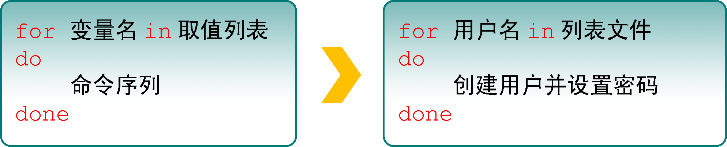 for 变量名 in 取值列表
do
命令序列
done
for 用户名 in 列表文件
do
创建用户并设置密码
done